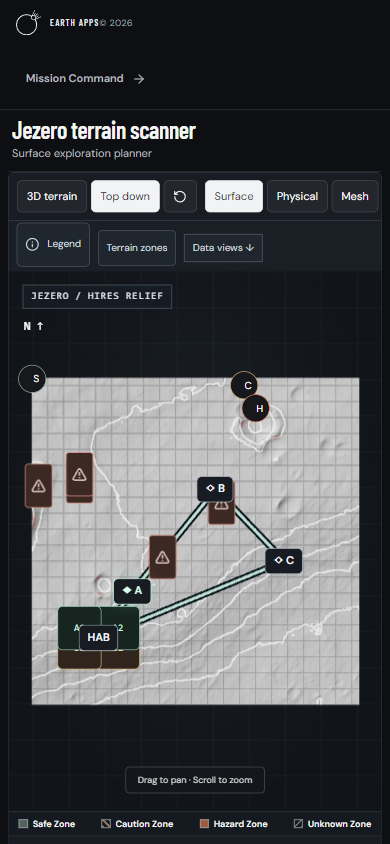 EARTH APPS © 2026
Mission Command →
Jezero terrain scanner
Surface exploration planner
3D terrain
Top down
Surface
Physical
Mesh
Legend
Terrain zones
Data views ↓
JEZERO / HIRES RELIEF
N ↑
S
C
H
B
C
A
2
HAB
Drag to pan · Scroll to zoom
Safe Zone
Caution Zone
Hazard Zone
Unknown Zone